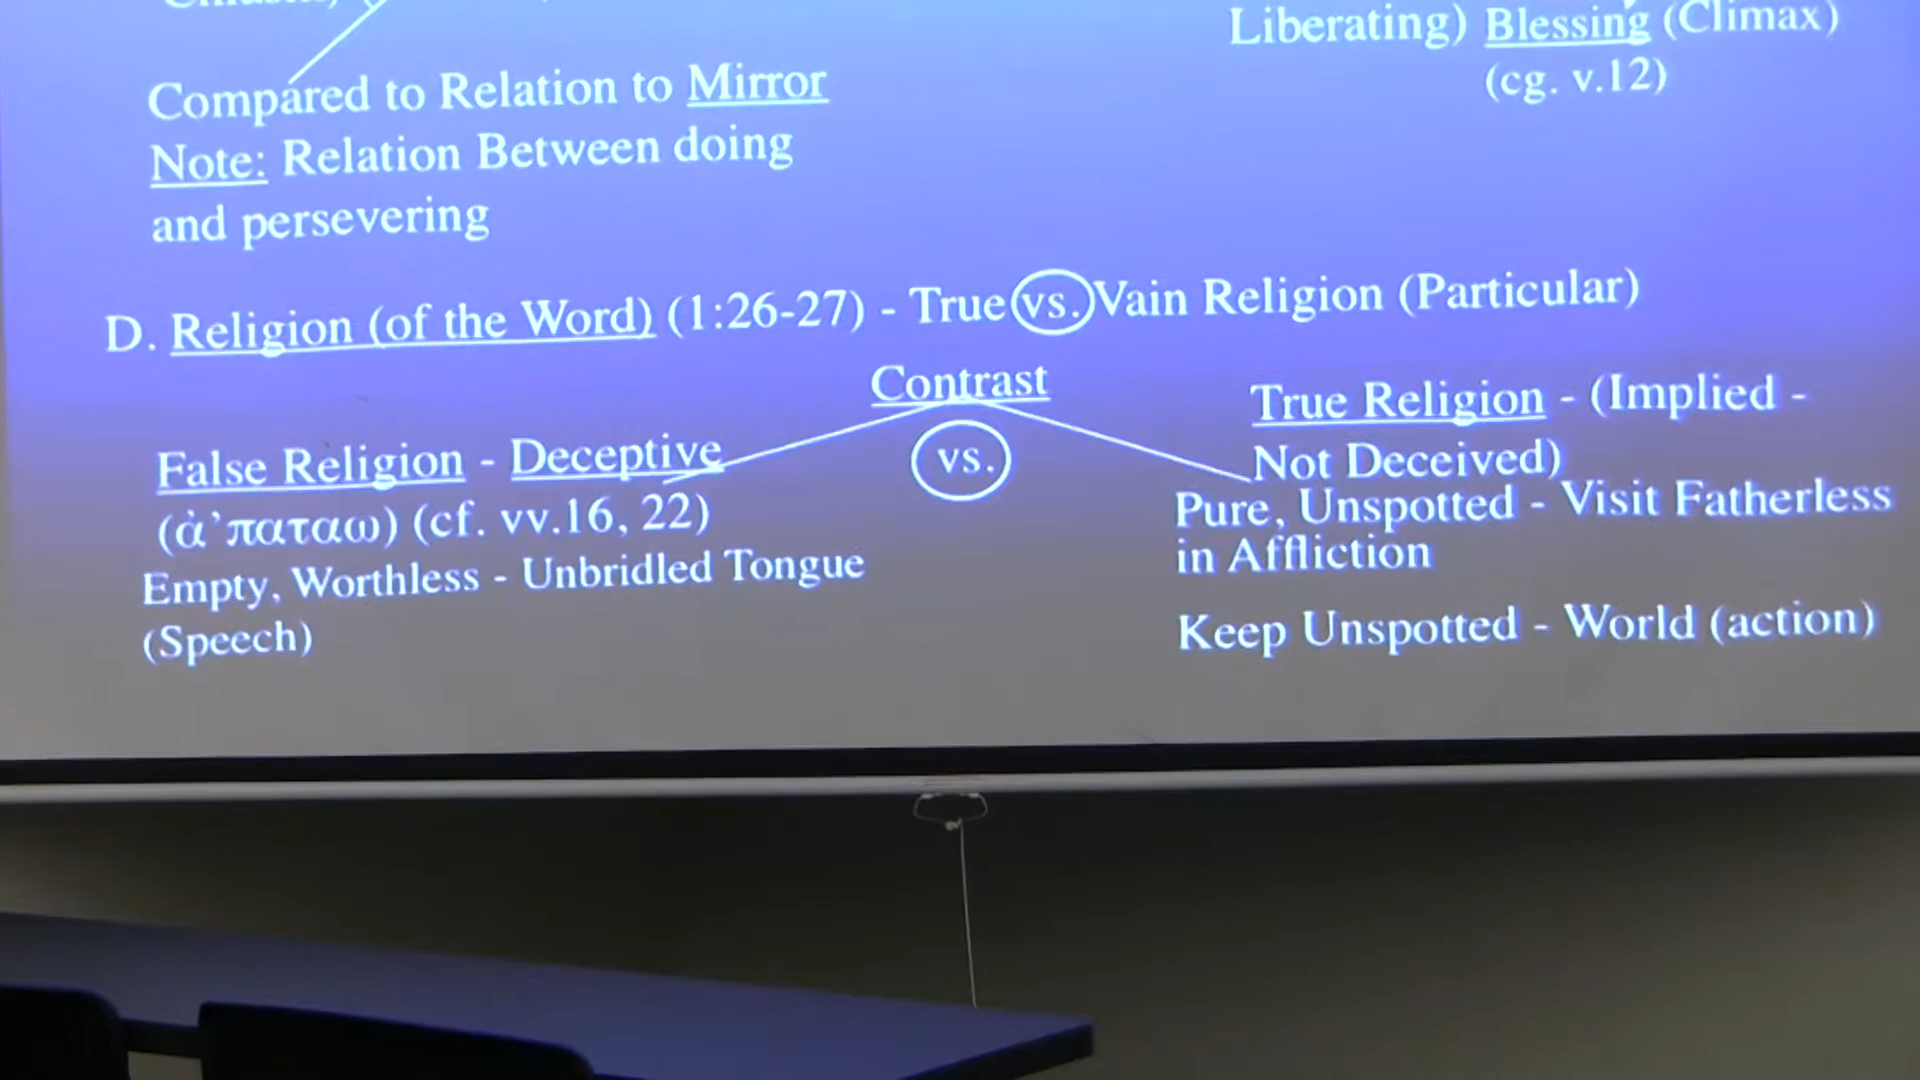 Compared to Relation to Mirror
Note: Relation Between doing
and persevering
Liberating) Blessing (Climax)
(cg. v.12)
D. Religion (of the Word) (1:26-27) - True vs. Vain Religion (Particular)
Contrast
vs.
False Religion - Deceptive
(ἀ’παταω) (cf. vv.16, 22)
Empty, Worthless - Unbridled Tongue
(Speech)
True Religion - (Implied -
Not Deceived)
Pure, Unspotted - Visit Fatherless
in Affliction
Keep Unspotted - World (action)